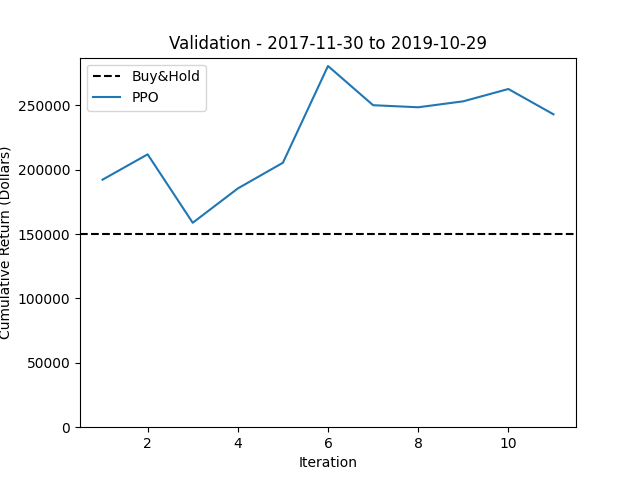 Validation - 2017-11-30 to 2019-10-29
Buy&Hold
PPO
Cumulative Return (Dollars)
250000
200000
150000
100000
50000
0
2 4 6 8 10
Iteration